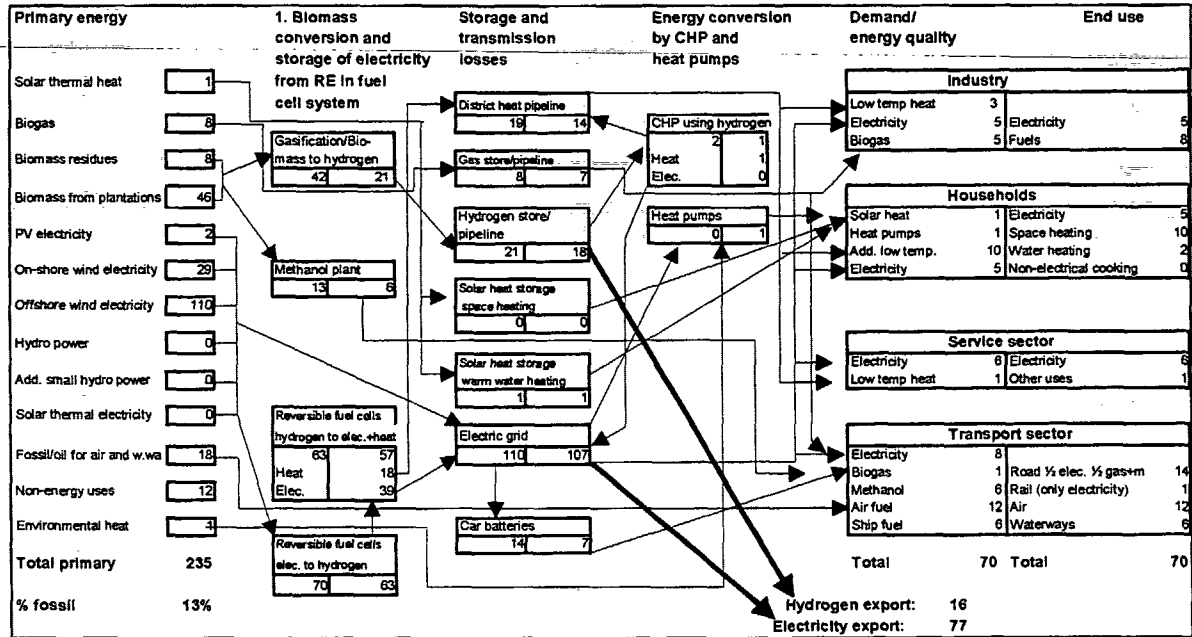 Primary energy
1. Biomass
conversion and
storage of electricity
from RE in fuel
cell system
Storage and
transmission
losses
Energy conversion
by CHP and
heat pumps
Demand/
energy quality
End use
Solar thermal heat 1
Biogas 8
Biomass residues 8
Biomass from plantations 46
PV electricity 2
On-shore wind electricity 29
Offshore wind electricity 110
Hydro power 0
Add. small hydro power 0
Solar thermal electricity 0
Fossil/oil for air and w.wa 18
Non-energy uses 12
Environmental heat 1
Total primary 235
% fossil 13%
Gasification/Bio-
mass to hydrogen
42 21
Methanol plant
13 6
Reversible fuel cells
hydrogen to elec.+heat
63 57
Heat 18
Elec. 39
Reversible fuel cells
elec. to hydrogen
70 63
District heat pipeline
19 14
Gas store/pipeline
8 7
Hydrogen store/
pipeline
21 18
Solar heat storage
space heating
0 0
Solar heat storage
warm water heating
1 1
Electric grid
110 107
Car batteries
14 7
CHP using hydrogen
2 1
Heat 1
Elec. 0
Heat pumps
0 1
Industry
Low temp heat 3
Electricity 5 Electricity 5
Biogas 5 Fuels 8
Households
Solar heat 1 Electricity 5
Heat pumps 1 Space heating 10
Add. low temp. 10 Water heating 2
Electricity 5 Non-electrical cooking 0
Service sector
Electricity 6 Electricity 6
Low temp heat 1 Other uses 1
Transport sector
Electricity 8
Biogas 1 Road ½ elec. ½ gas+m 14
Methanol 6 Rail (only electricity) 1
Air fuel 12 Air 12
Ship fuel 6 Waterways 6
Total 70 Total 70
Hydrogen export: 16
Electricity export: 77